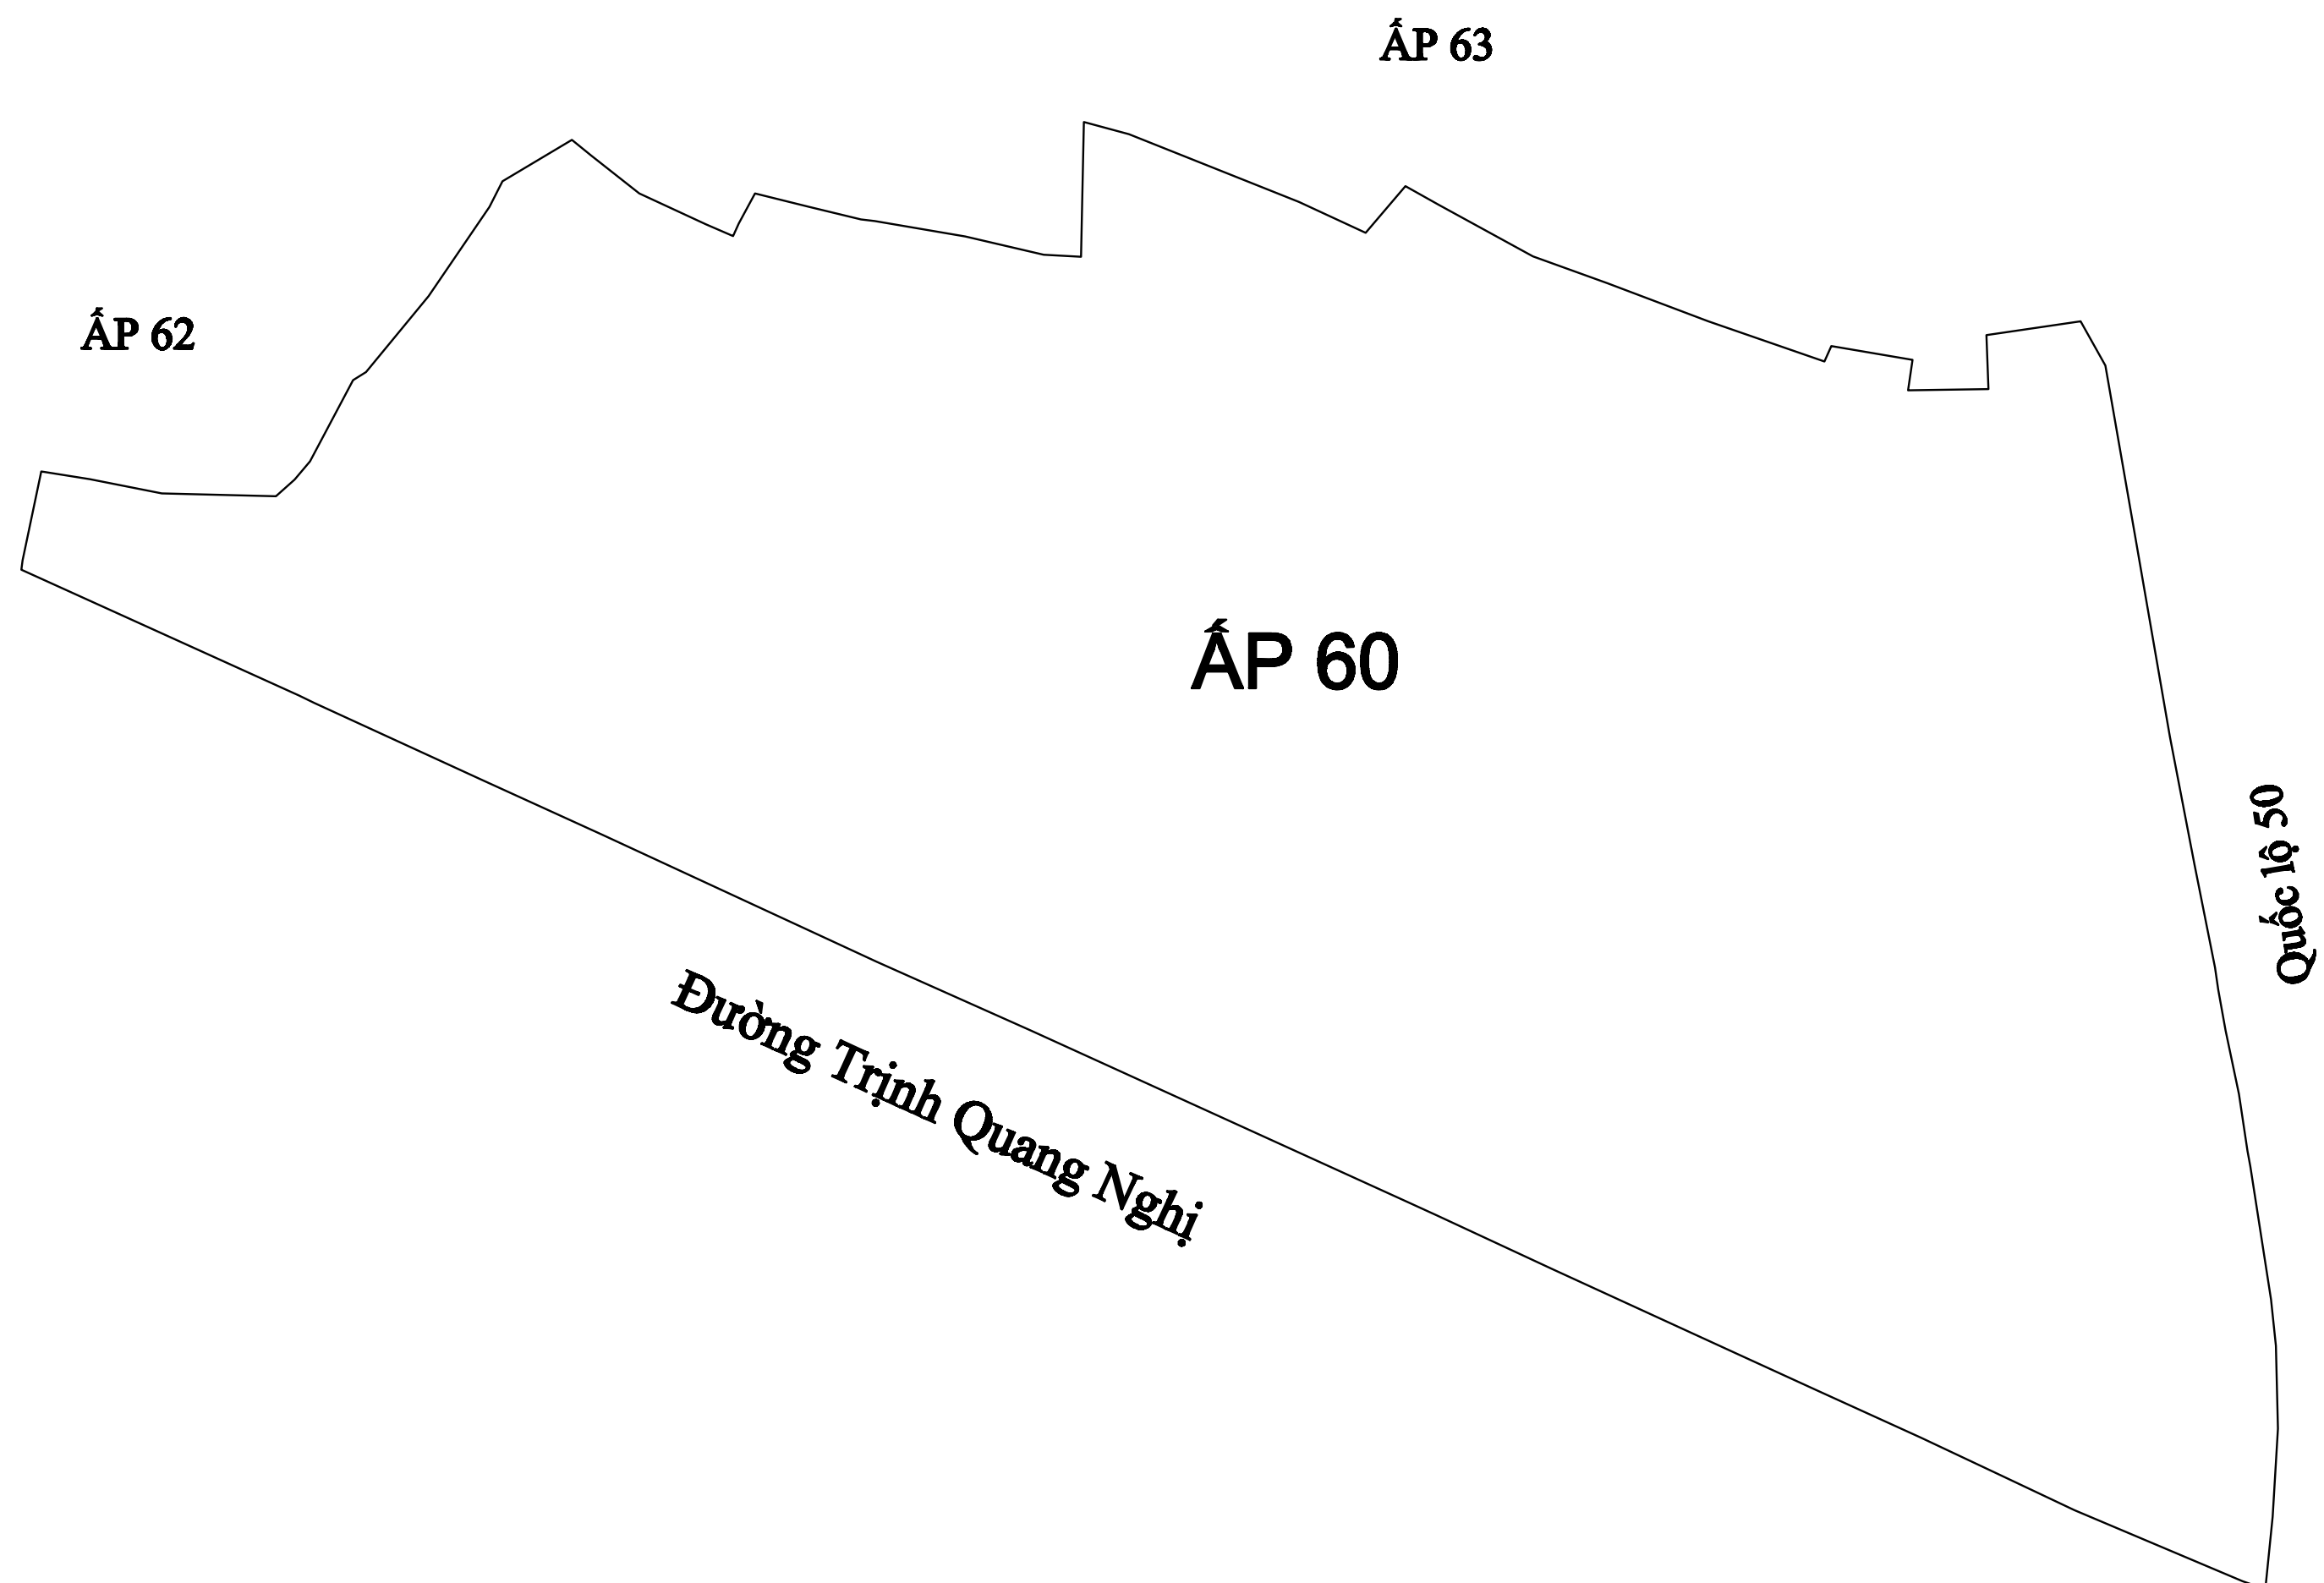 ẤP 63
ẤP 62
ẤP 60
Quốc lộ 50
Đường Trịnh Quang Nghị